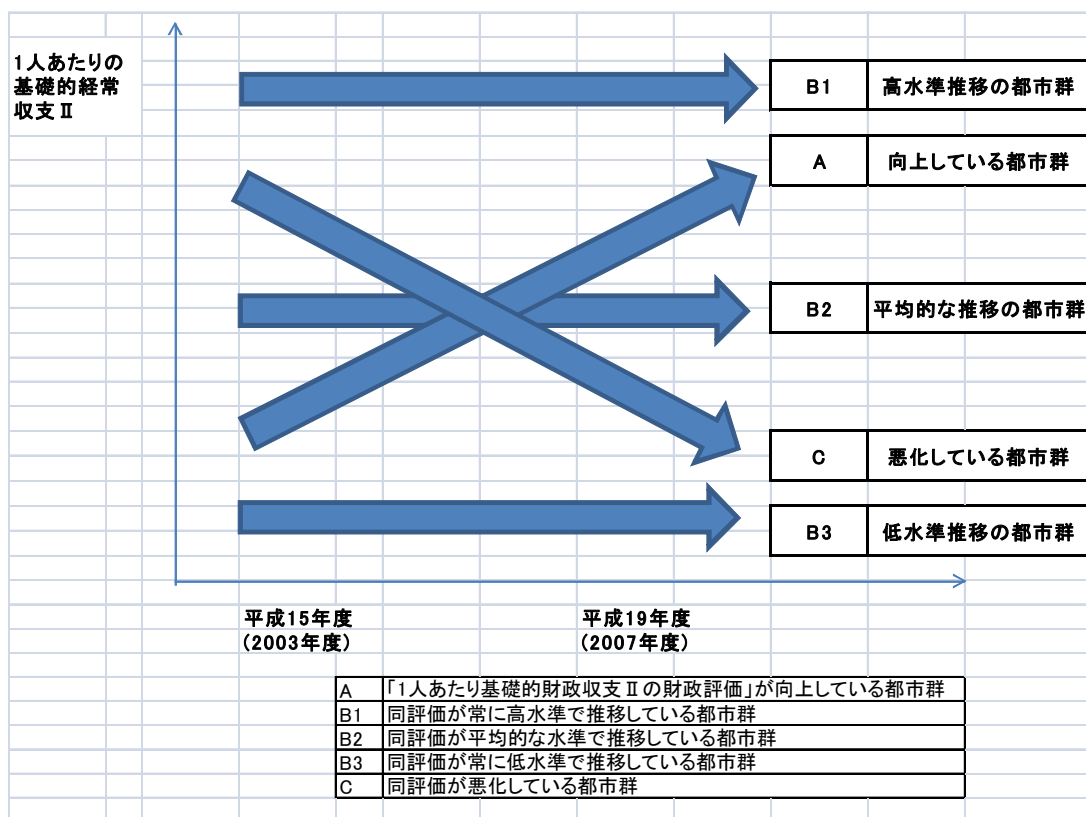 1人あたりの
基礎的経常
収支Ⅱ
B1 高水準推移の都市群
A 向上している都市群
B2 平均的な推移の都市群
C 悪化している都市群
B3 低水準推移の都市群
平成15年度
(2003年度)
平成19年度
(2007年度)
A 「1人あたり基礎的財政収支Ⅱの財政評価」が向上している都市群
B1 同評価が常に高水準で推移している都市群
B2 同評価が平均的な水準で推移している都市群
B3 同評価が常に低水準で推移している都市群
C 同評価が悪化している都市群